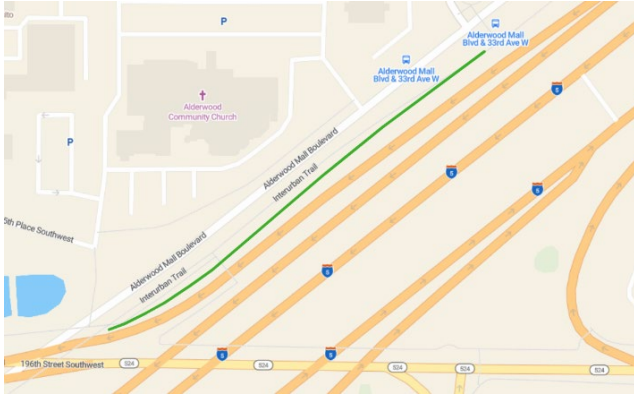 P
Alderwood Mall
Blvd & 33rd Ave W
Alderwood Mall
Blvd & 33rd Ave W
Alderwood
Community Church
5
P
5
5
Alderwood Mall Boulevard
Interurban Trail
5th Place Southwest
Alderwood Mall Boulevard
Interurban Trail
5
196th Street Southwest
524
5
524
5
524
524
524